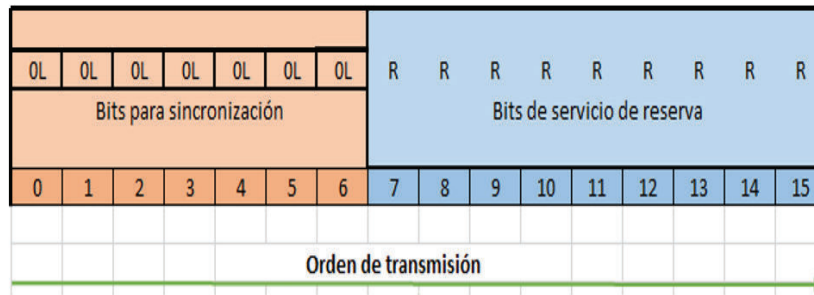 0L 0L 0L 0L 0L 0L 0L R R R R R R R R R
Bits para sincronización Bits de servicio de reserva
0 1 2 3 4 5 6 7 8 9 10 11 12 13 14 15
Orden de transmisión